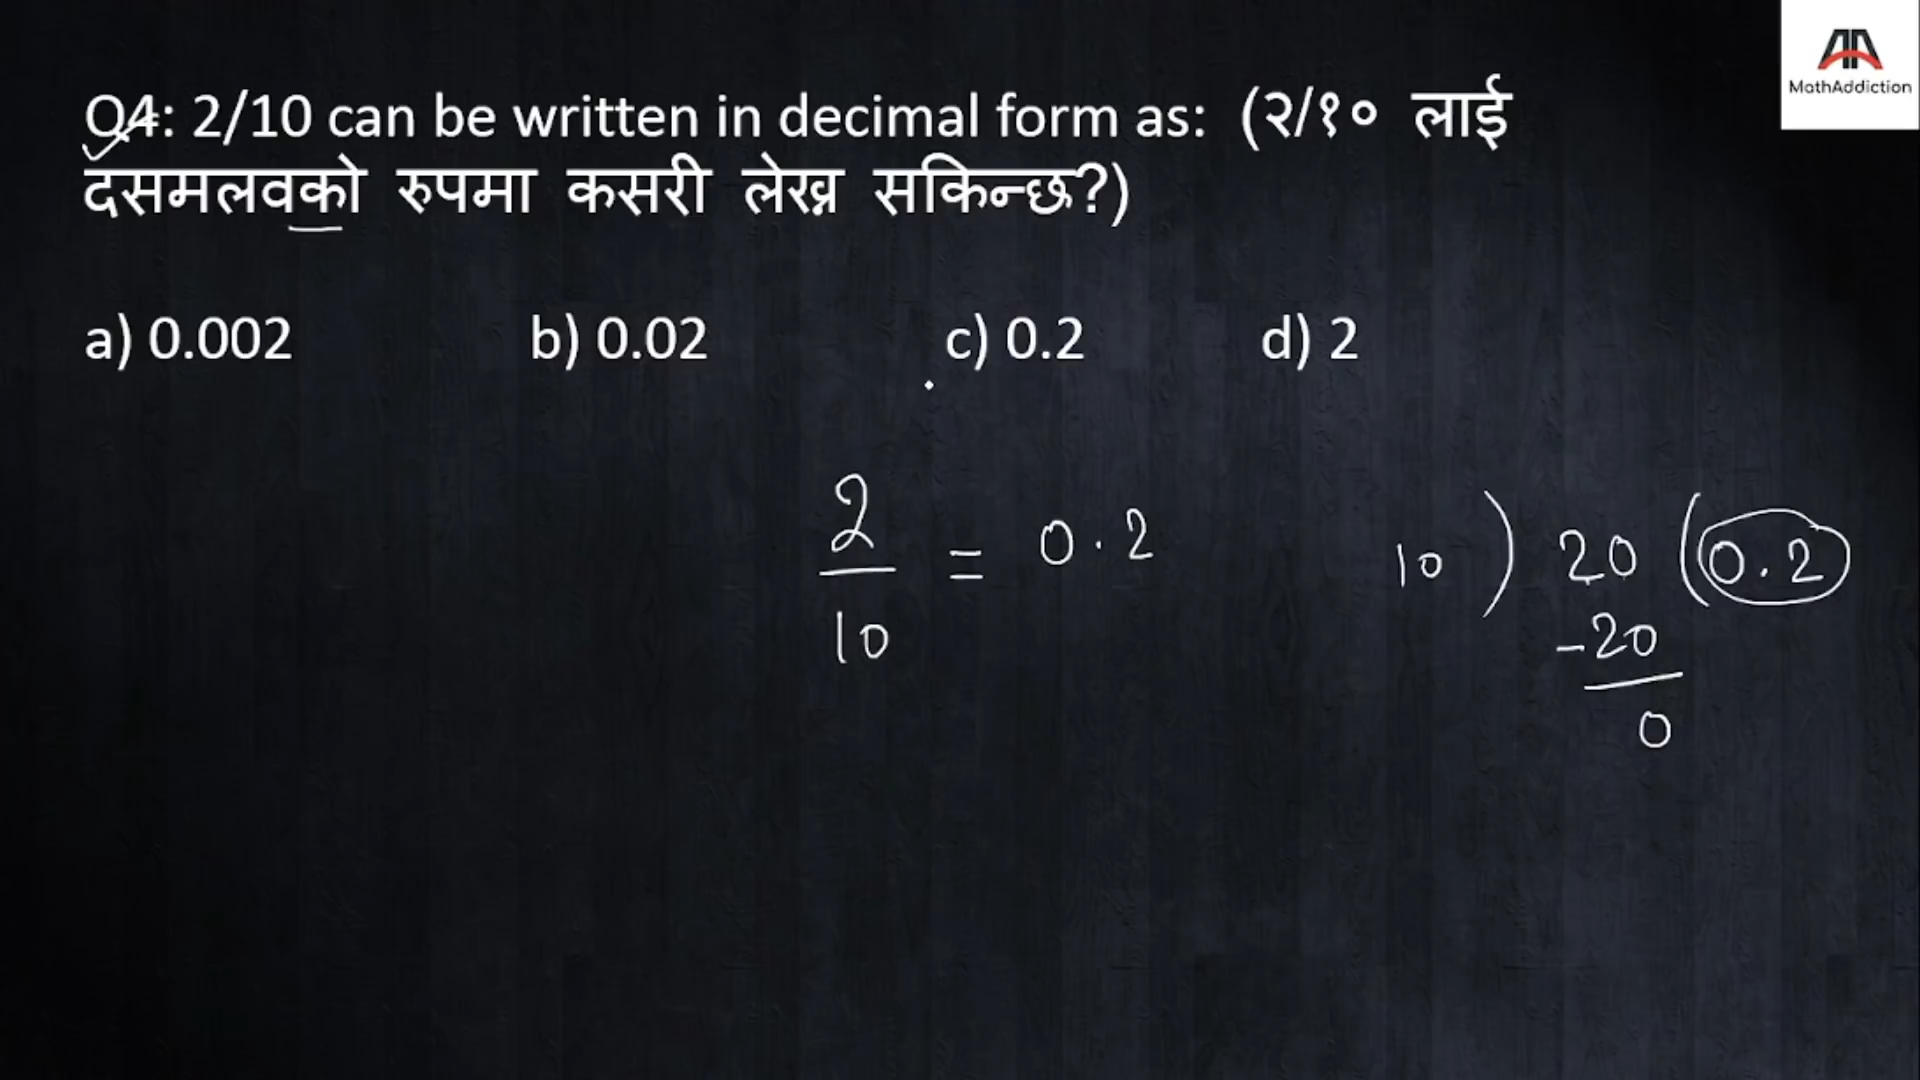 MathAddiction
Q4: 2/10 can be written in decimal form as: (२/१० लाई
दसमलवको रुपमा कसरी लेख्न सकिन्छ?)
a) 0.002 b) 0.02 c) 0.2 d) 2
2
10
= 0.2
10 ) 20 ( 0.2
-20
0